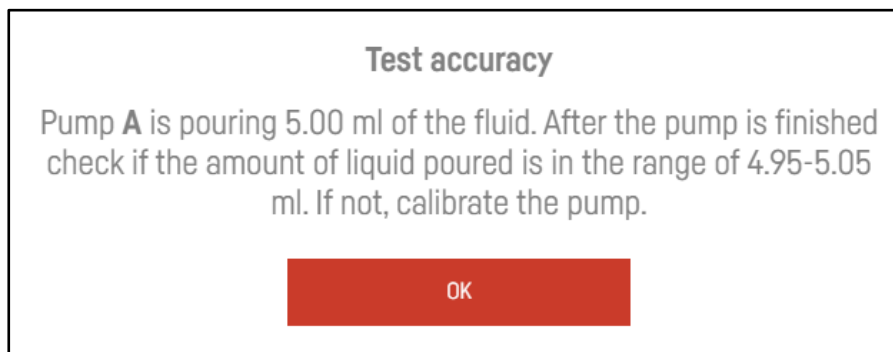 Test accuracy
Pump A is pouring 5.00 ml of the fluid. After the pump is finished
check if the amount of liquid poured is in the range of 4.95-5.05
ml. If not, calibrate the pump.
OK